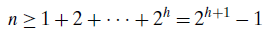 n ≥ 1 + 2 + · · · + 2^h = 2^{h+1} − 1